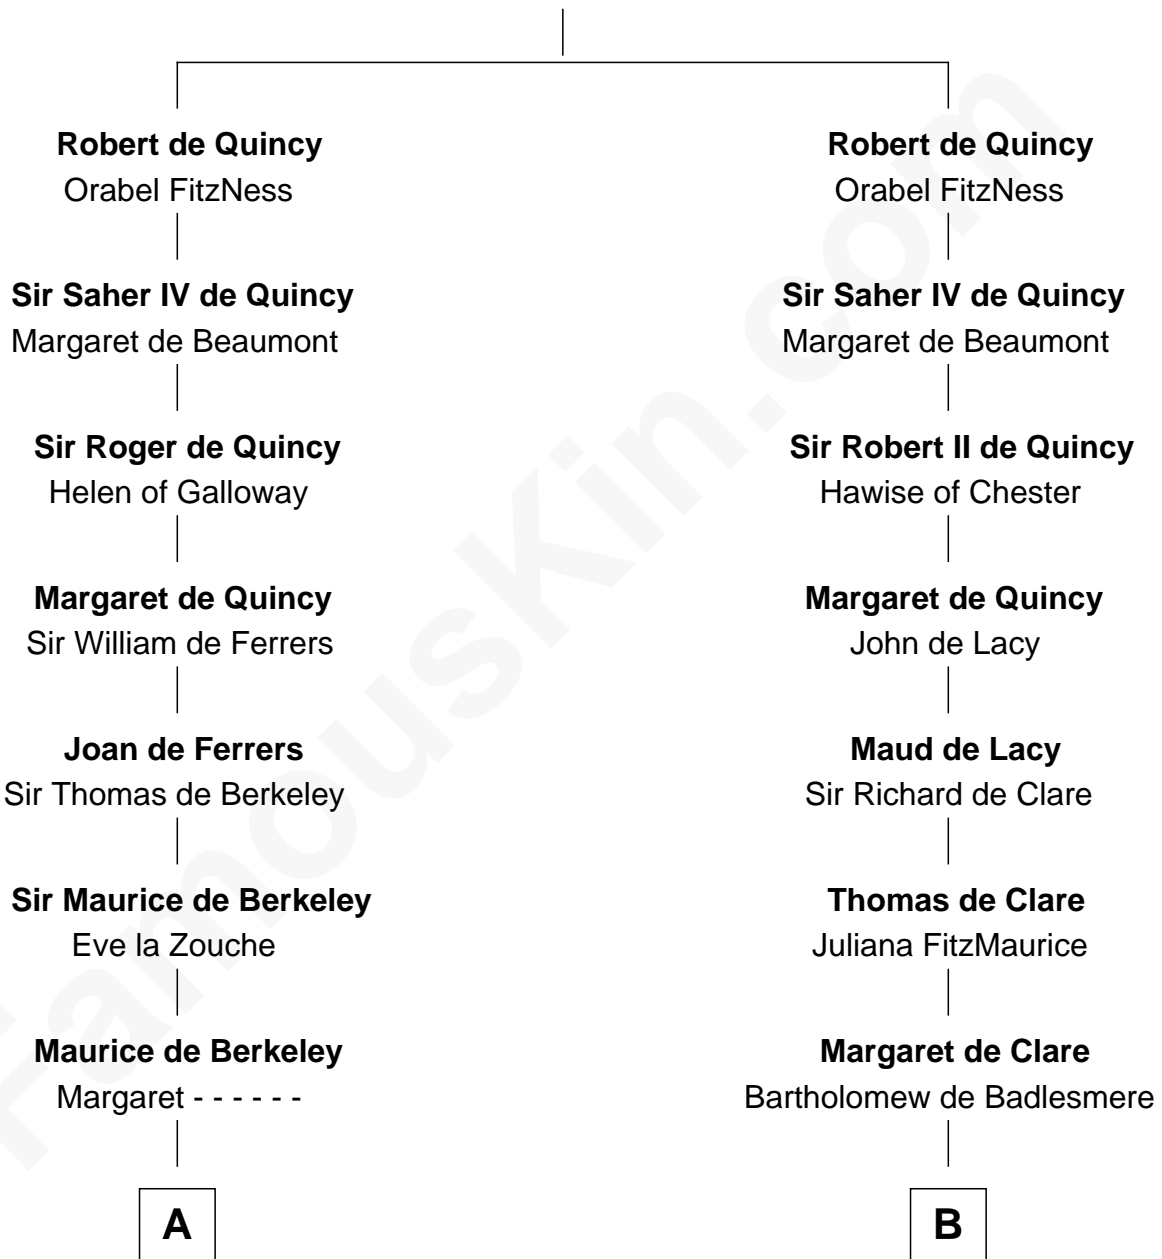 Robert de Quincy
Orabel FitzNess
Sir Saher IV de Quincy
Margaret de Beaumont
Sir Roger de Quincy
Helen of Galloway
Margaret de Quincy
Sir William de Ferrers
Joan de Ferrers
Sir Thomas de Berkeley
Sir Maurice de Berkeley
Eve la Zouche
Maurice de Berkeley
Margaret - - - - - -
A
Robert de Quincy
Orabel FitzNess
Sir Saher IV de Quincy
Margaret de Beaumont
Sir Robert II de Quincy
Hawise of Chester
Margaret de Quincy
John de Lacy
Maud de Lacy
Sir Richard de Clare
Thomas de Clare
Juliana FitzMaurice
Margaret de Clare
Bartholomew de Badlesmere
B
FamousKin.com